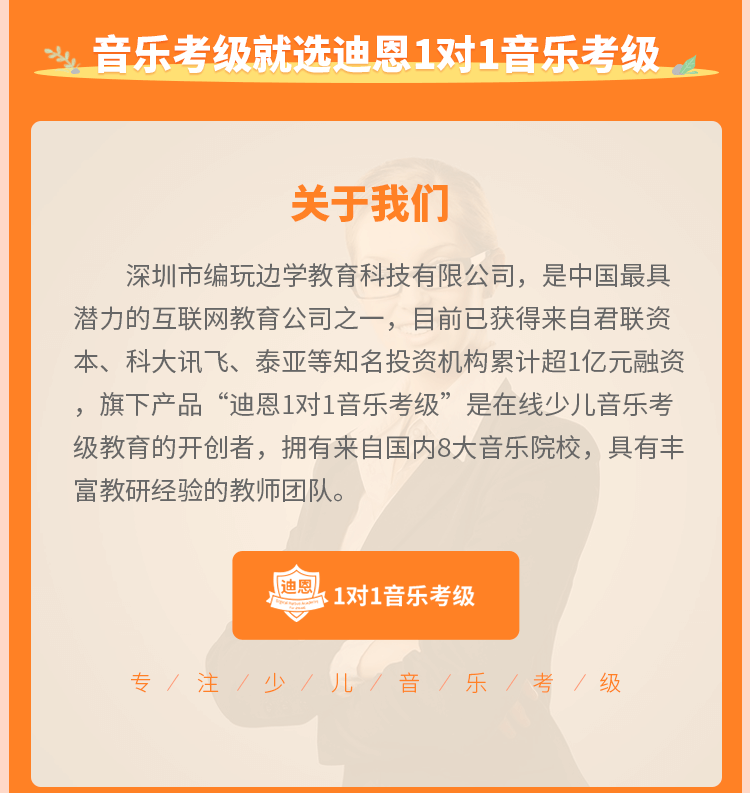 音乐考级就选迪恩1对1音乐考级
关于我们
深圳市编玩边学教育科技有限公司，是中国最具
潜力的互联网教育公司之一，目前已获得来自君联资
本、科大讯飞、泰亚等知名投资机构累计超1亿元融资
，旗下产品“迪恩1对1音乐考级”是在线少儿音乐考
级教育的开创者，拥有来自国内8大音乐院校，具有丰
富教研经验的教师团队。
迪恩
1对1音乐考级
专 / 注 / 少 / 儿 / 音 / 乐 / 考 / 级